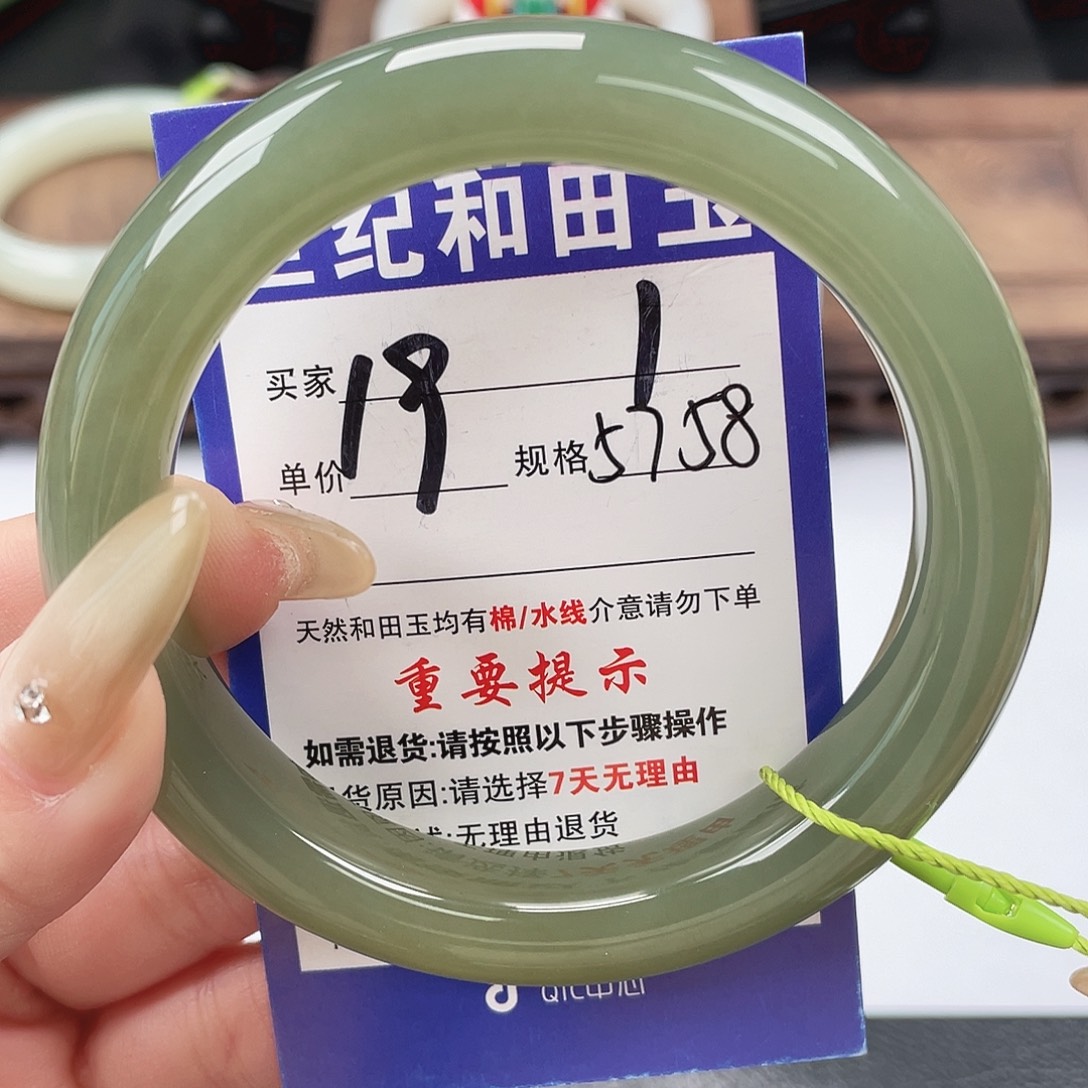 世纪和田玉
买家 19 1
单价 规格 5758
天然和田玉均有棉/水线介意请勿下单
重要提示
如需退货:请按照以下步骤操作
货原因:请选择7天无理由
:无理由退货
QIC中心